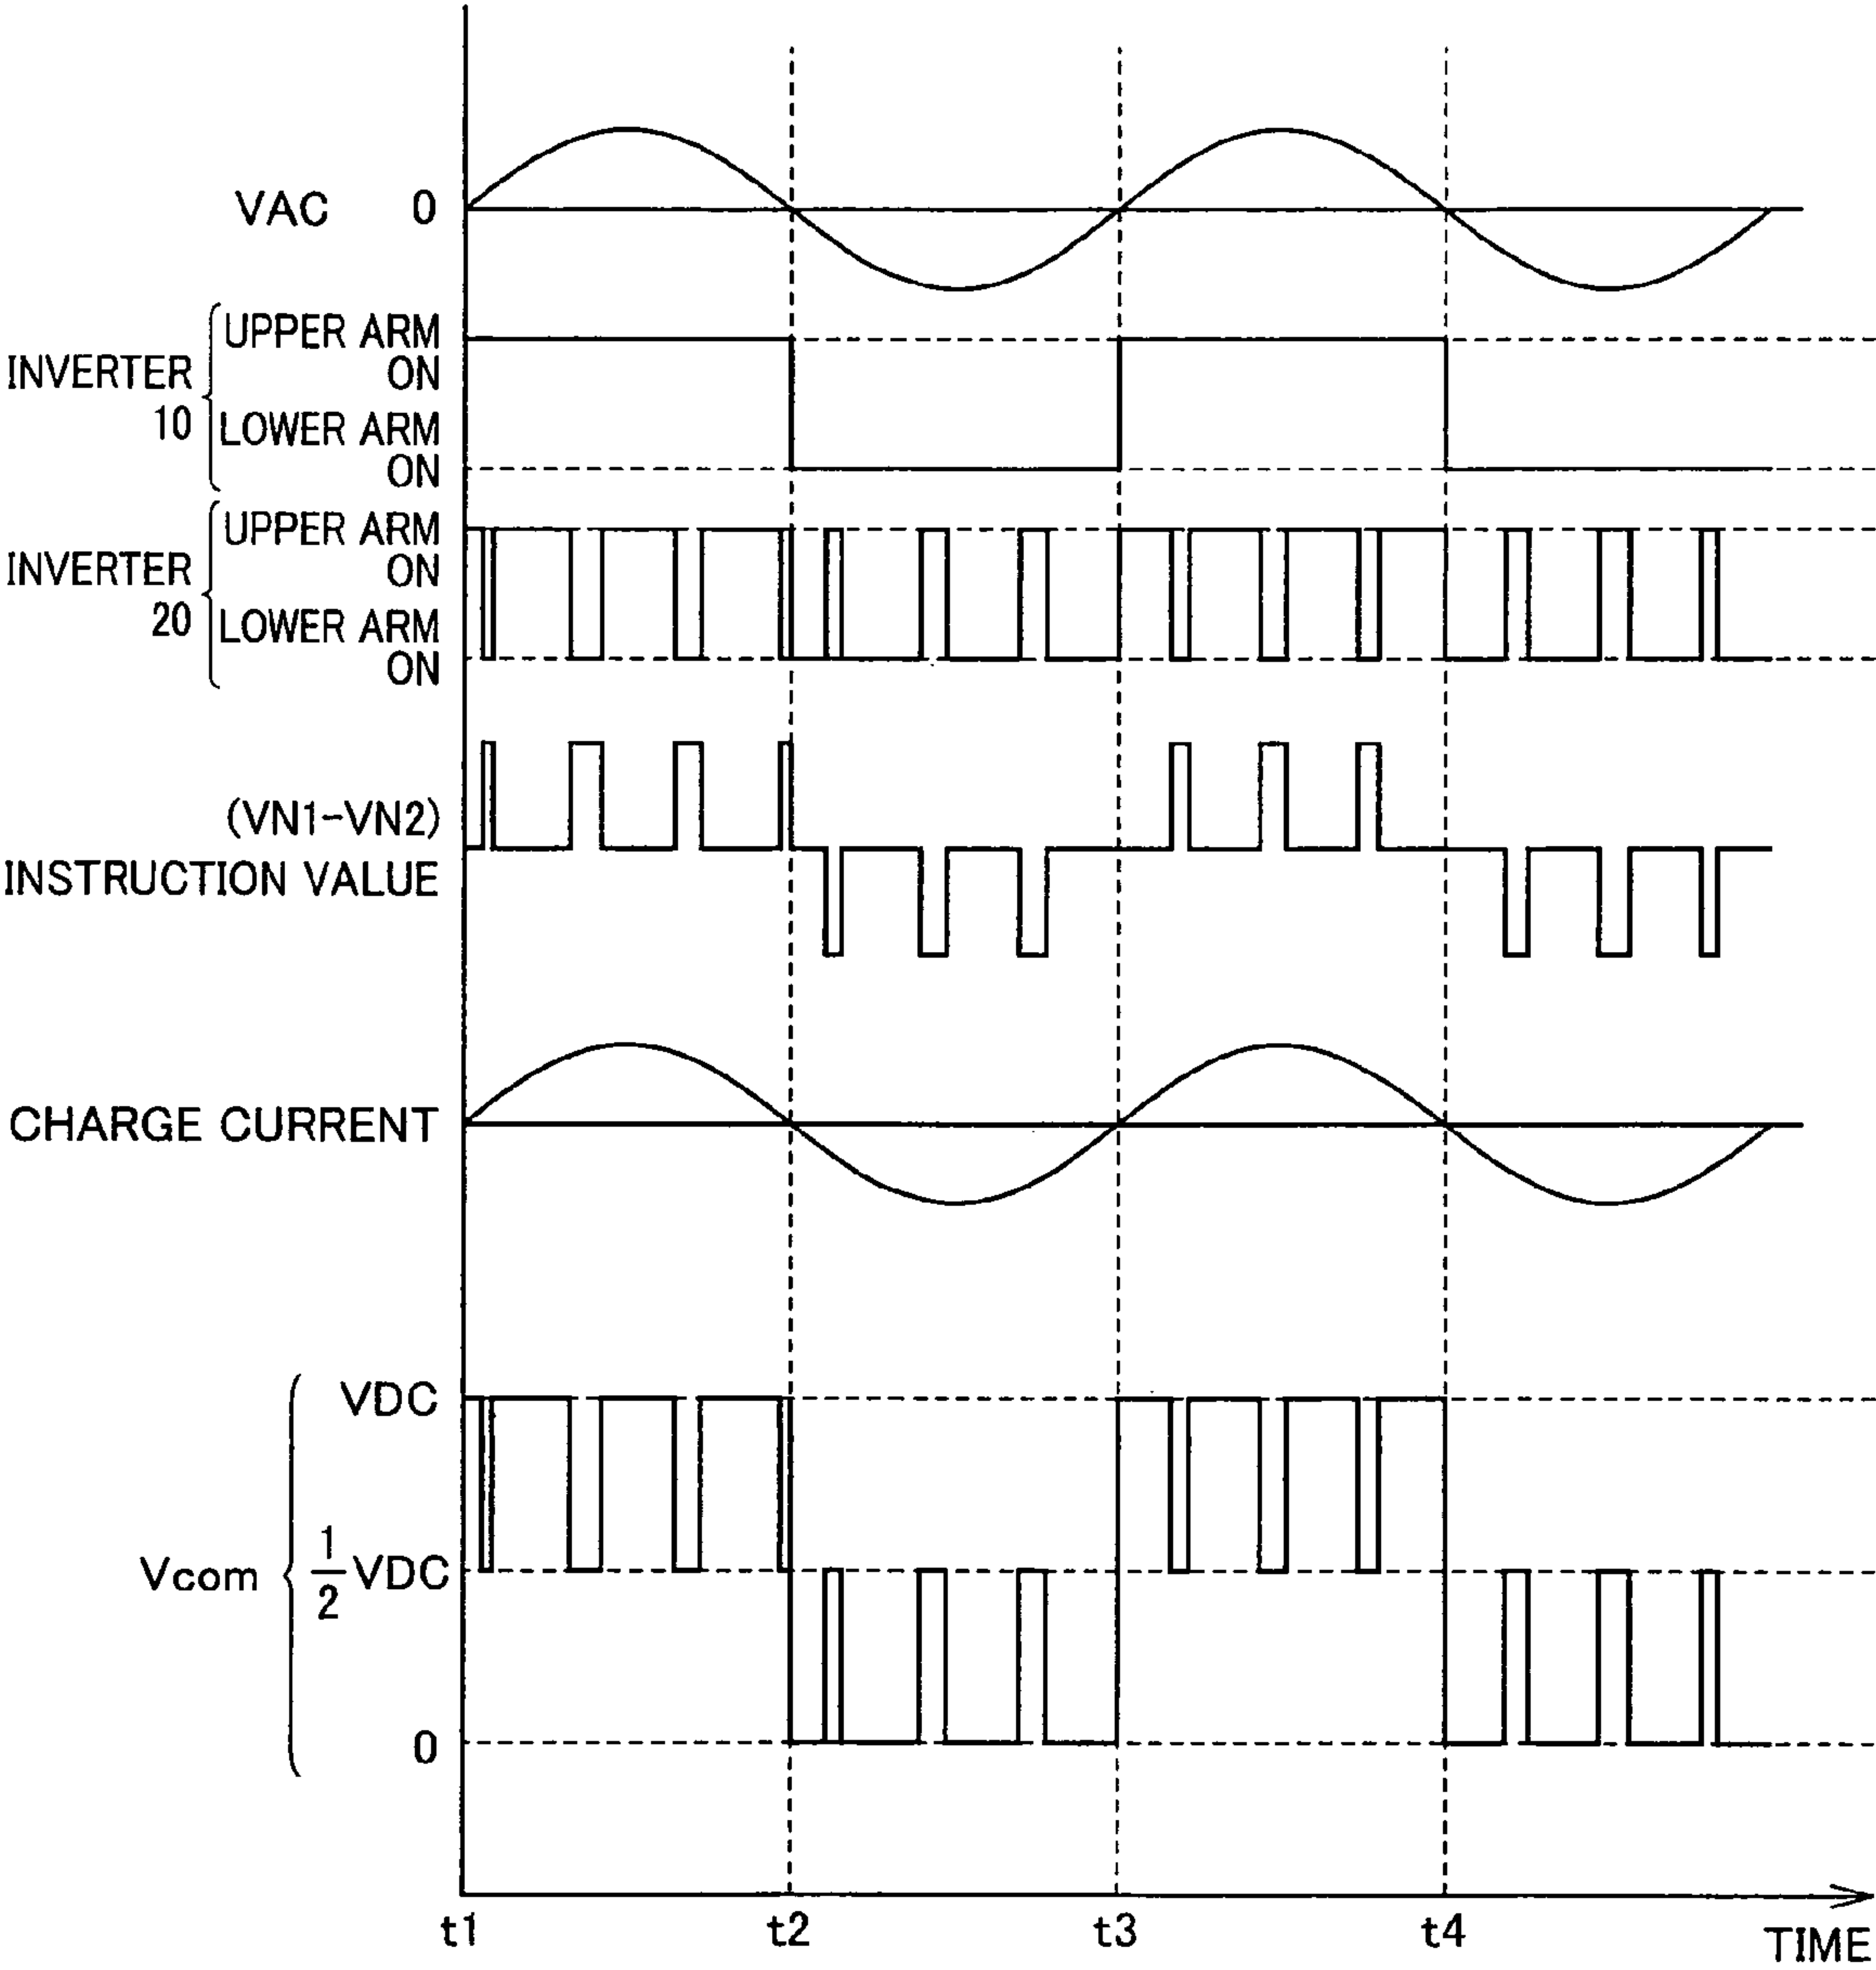 VAC 0
UPPER ARM
ON
INVERTER
10
LOWER ARM
ON
UPPER ARM
ON
INVERTER
20
LOWER ARM
ON
(VN1-VN2)
INSTRUCTION VALUE
CHARGE CURRENT
VDC
Vcom 1/2 VDC
0
t1 t2 t3 t4 TIME